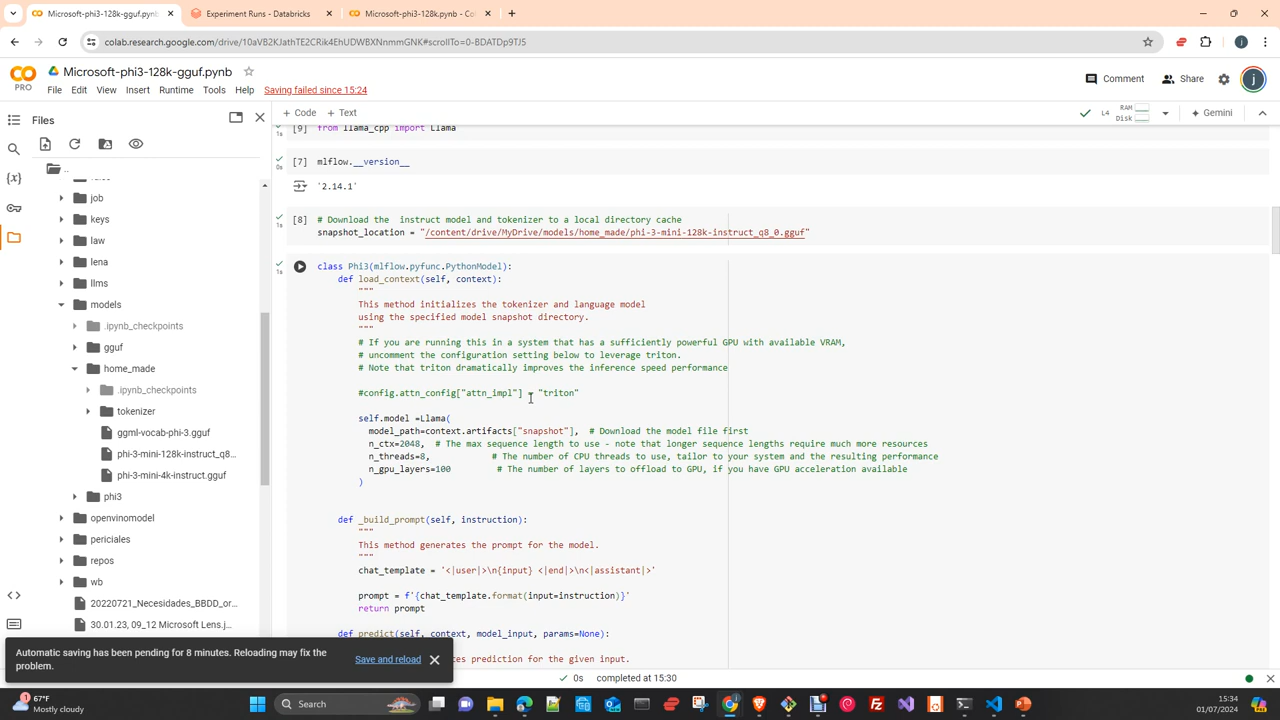 Microsoft-phi3-128k-gguf.pynb
Experiment Runs - Databricks
Microsoft-phi3-128k.pynb - Co
colab.research.google.com/drive/10aVB2KJathTE2CRik4EhUDWBXNnmmGNK#scrollTo=0-BDATDp9TJ5
PRO
Microsoft-phi3-128k-gguf.pynb
File Edit View Insert Runtime Tools Help Saving failed since 15:24
Comment Share
j
Files
+ Code + Text
L4 RAM Disk Gemini
..
job
keys
law
lena
llms
models
.ipynb_checkpoints
gguf
home_made
.ipynb_checkpoints
tokenizer
ggml-vocab-phi-3.gguf
phi-3-mini-128k-instruct_q8...
phi-3-mini-4k-instruct.gguf
phi3
openvinomodel
periciales
repos
wb
20220721_Necesidades_BBDD_or...
30.01.23, 09_12 Microsoft Lens.j...
1s [9] from llama_cpp import Llama
0s [7] mlflow.__version__
'2.14.1'
1s [8] # Download the  instruct model and tokenizer to a local directory cache
snapshot_location = "/content/drive/MyDrive/models/home_made/phi-3-mini-128k-instruct_q8_0.gguf"
1s class Phi3(mlflow.pyfunc.PythonModel):
def load_context(self, context):
"""
This method initializes the tokenizer and language model
using the specified model snapshot directory.
"""
# If you are running this in a system that has a sufficiently powerful GPU with available VRAM,
# uncomment the configuration setting below to leverage triton.
# Note that triton dramatically improves the inference speed performance
#config.attn_config["attn_impl"] = "triton"
self.model =Llama(
model_path=context.artifacts["snapshot"],  # Download the model file first
n_ctx=2048,  # The max sequence length to use - note that longer sequence lengths require much more resources
n_threads=8,            # The number of CPU threads to use, tailor to your system and the resulting performance
n_gpu_layers=100         # The number of layers to offload to GPU, if you have GPU acceleration available
)
def _build_prompt(self, instruction):
"""
This method generates the prompt for the model.
"""
chat_template = '<|user|>\n{input} <|end|>\n<|assistant|>'
prompt = f'{chat_template.format(input=instruction)}'
return prompt
def predict(self, context, model_input, params=None):
es prediction for the given input.
Automatic saving has been pending for 8 minutes. Reloading may fix the
problem.
Save and reload
0s completed at 15:30
1
67°F
Mostly cloudy
Search
15:34
01/07/2024